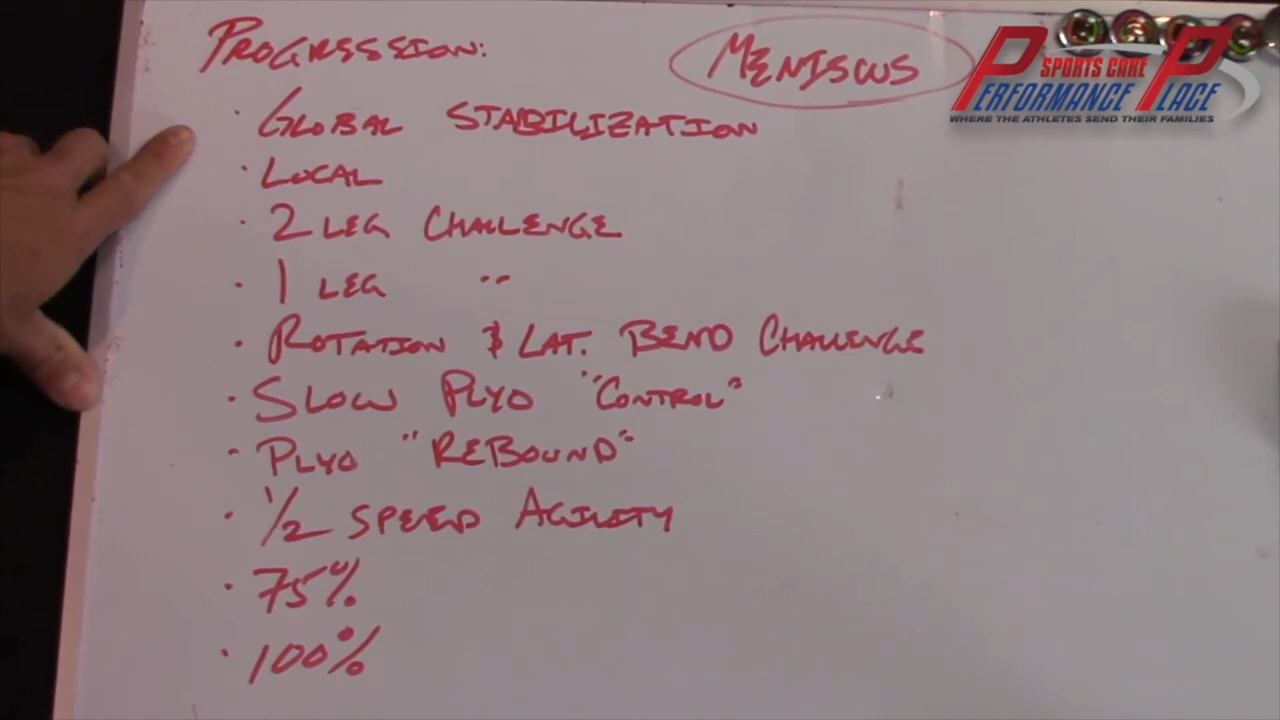 PROGRESSION:
MENISCUS
PERFORMANCE PLACE
SPORTS CARE
WHERE THE ATHLETES SEND THEIR FAMILIES
· GLOBAL STABILIZATION
· LOCAL
· 2 LEG CHALLENGE
· 1 LEG "
· ROTATION & LAT. BEND CHALLENGE
· SLOW PLYO "CONTROL"
· PLYO "REBOUND"
· 1/2 SPEED AGILITY
· 75%
· 100%